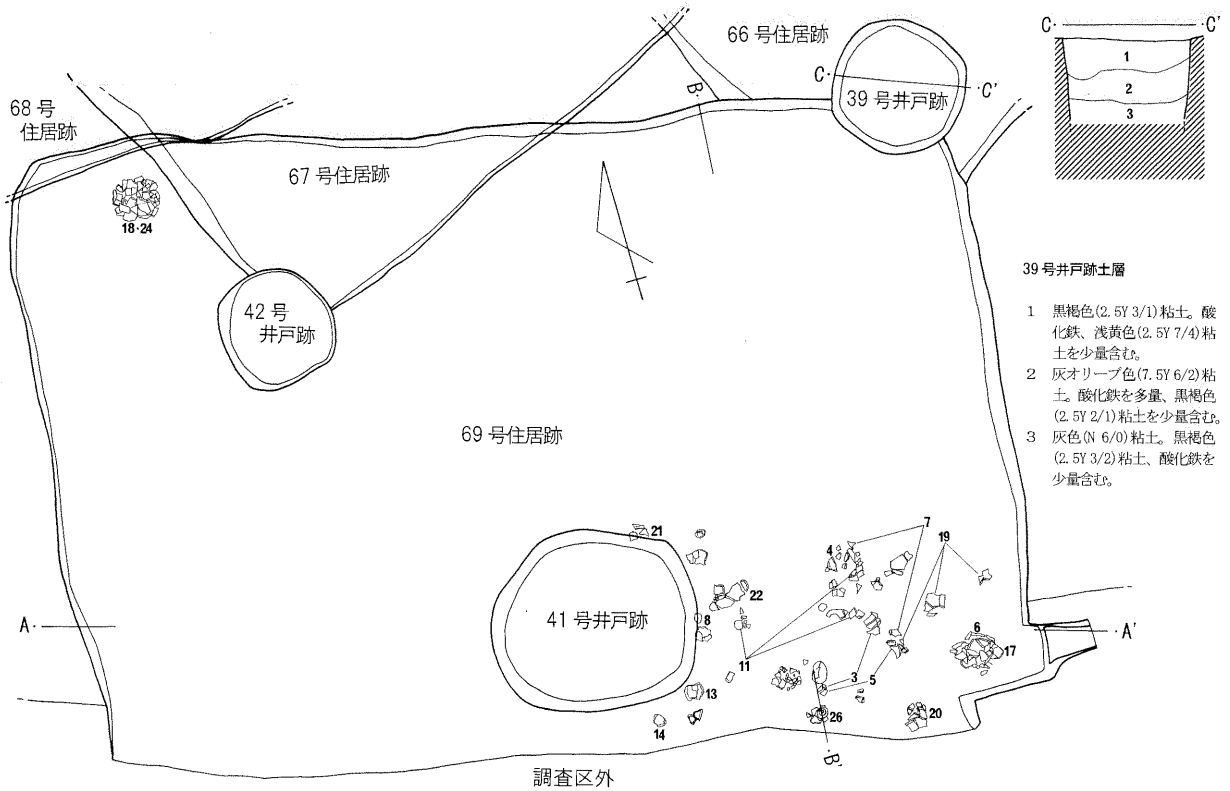 66号住居跡
C・
C・
・C'
・C'
39号井戸跡
B・
1
2
3
68号
住居跡
67号住居跡
18・24
42号
井戸跡
39号井戸跡土層
1 黒褐色(2.5Y 3/1)粘土。酸
化鉄、浅黄色(2.5Y 7/4)粘
土を少量含む。
2 灰オリーブ色(7.5Y 6/2)粘
土。酸化鉄を多量、黒褐色
(2.5Y 2/1)粘土を少量含む。
3 灰色(N 6/0)粘土。黒褐色
(2.5Y 3/2)粘土、酸化鉄を
少量含む。
69号住居跡
21
7
19
4
22
41号井戸跡
8
A・
・A'
6
17
11
3
5
13
14
26
20
・B'
調査区外